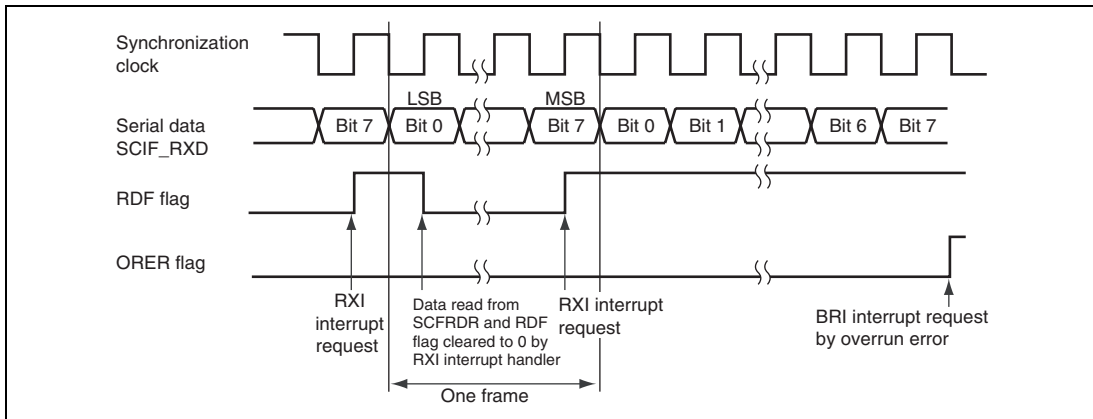 Synchronization
clock
LSB
MSB
Serial data
SCIF_RXD
Bit 7
Bit 0
Bit 7
Bit 0
Bit 1
Bit 6
Bit 7
RDF flag
ORER flag
RXI
interrupt
request
Data read from
SCFRDR and RDF
flag cleared to 0 by
RXI interrupt handler
RXI interrupt
request
BRI interrupt request
by overrun error
One frame